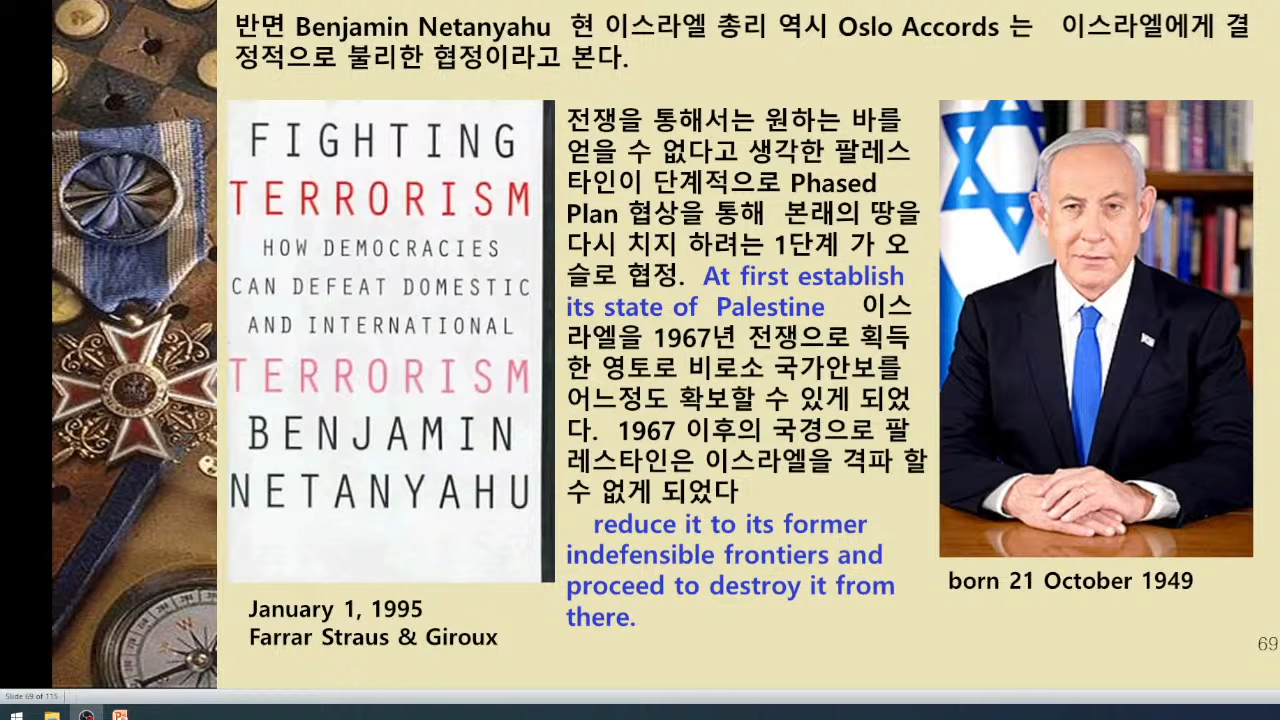 반면 Benjamin Netanyahu 현 이스라엘 총리 역시 Oslo Accords 는 이스라엘에게 결
정적으로 불리한 협정이라고 본다.
FIGHTING
TERRORISM
HOW DEMOCRACIES
CAN DEFEAT DOMESTIC
AND INTERNATIONAL
TERRORISM
BENJAMIN
NETANYAHU
January 1, 1995
Farrar Straus & Giroux
전쟁을 통해서는 원하는 바를
얻을 수 없다고 생각한 팔레스
타인이 단계적으로 Phased
Plan 협상을 통해 본래의 땅을
다시 치지 하려는 1단계 가 오
슬로 협정. At first establish
its state of Palestine 이스
라엘을 1967년 전쟁으로 획득
한 영토로 비로소 국가안보를
어느정도 확보할 수 있게 되었
다. 1967 이후의 국경으로 팔
레스타인은 이스라엘을 격파 할
수 없게 되었다
reduce it to its former
indefensible frontiers and
proceed to destroy it from
there.
born 21 October 1949
69
Slide 69 of 115